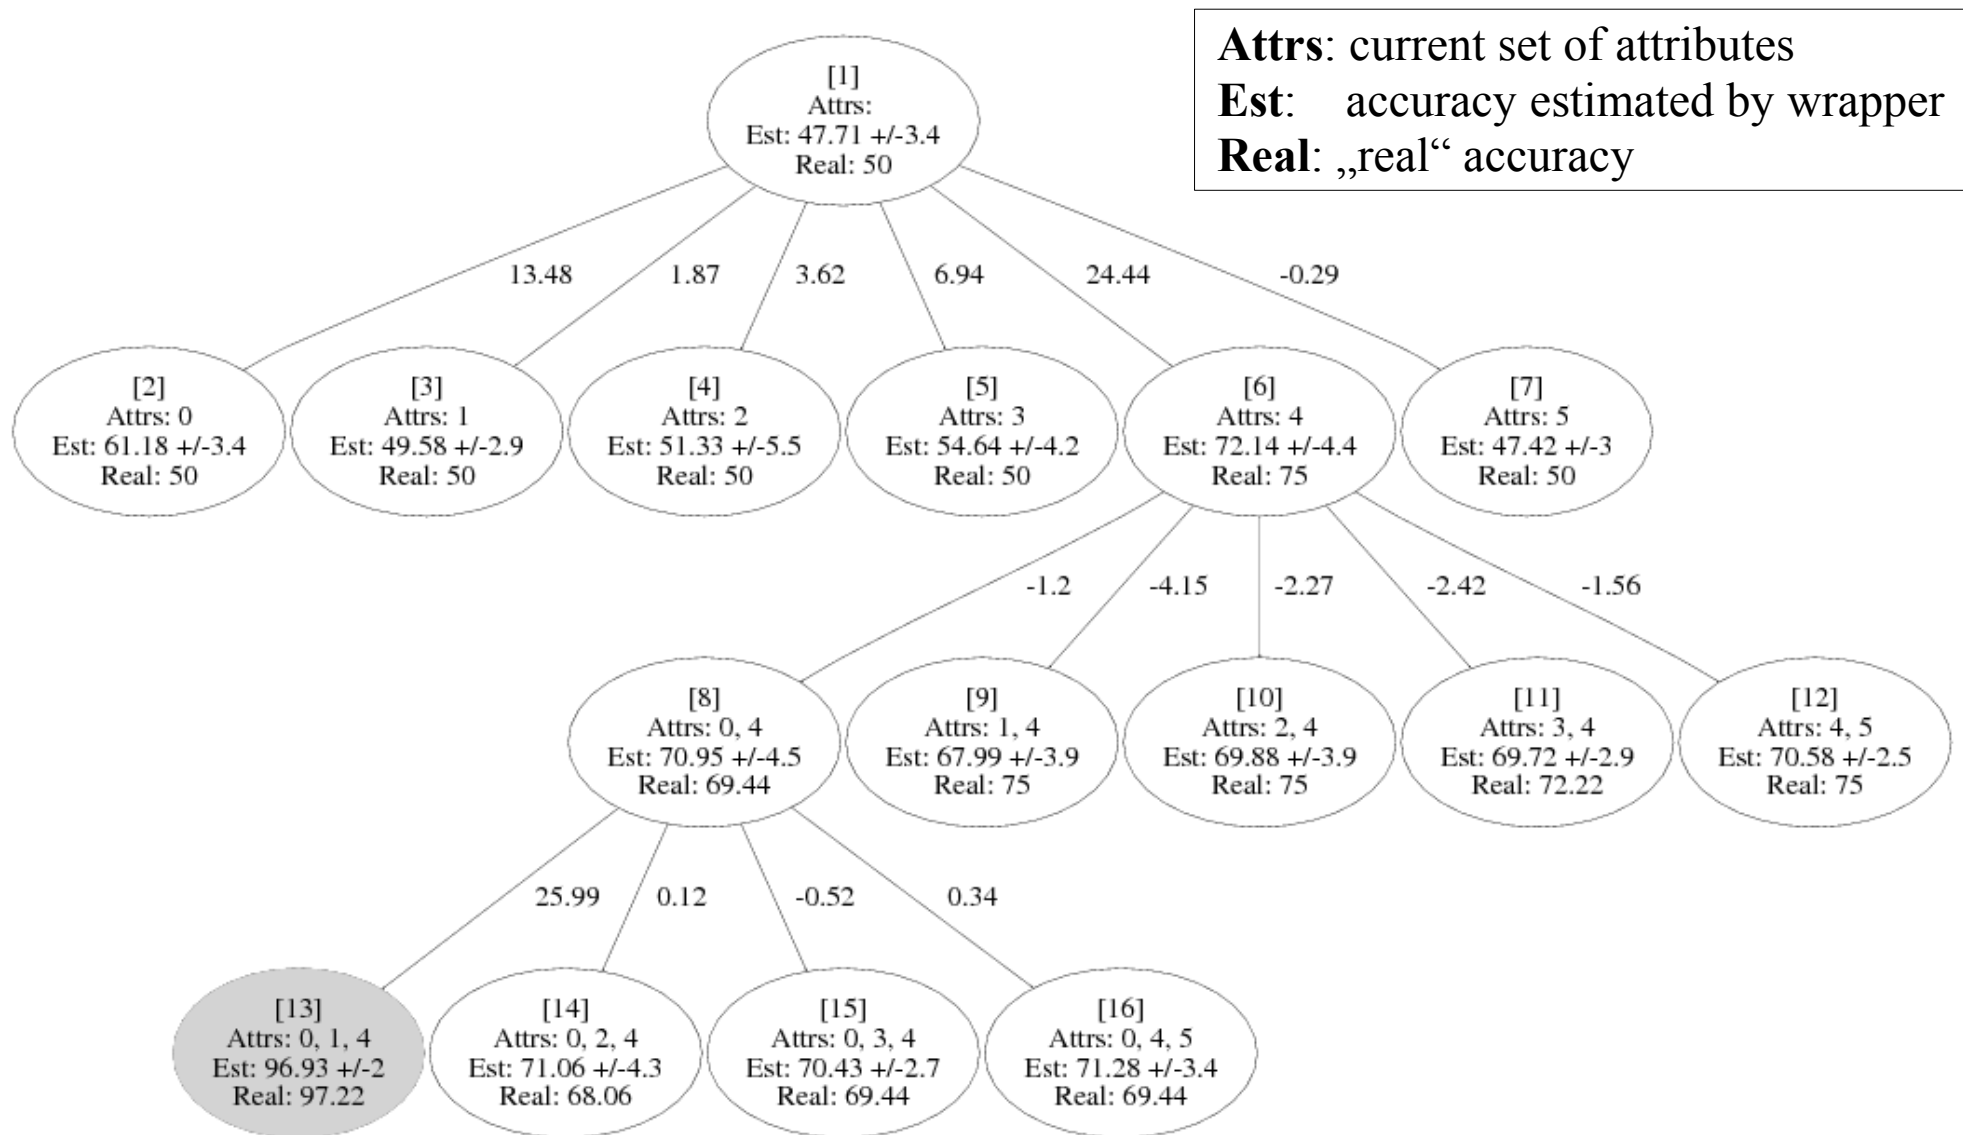 Attrs: current set of attributes
Est: accuracy estimated by wrapper
Real: „real“ accuracy
[1]
Attrs:
Est: 47.71 +/-3.4
Real: 50
13.48
1.87
3.62
6.94
24.44
-0.29
[2]
Attrs: 0
Est: 61.18 +/-3.4
Real: 50
[3]
Attrs: 1
Est: 49.58 +/-2.9
Real: 50
[4]
Attrs: 2
Est: 51.33 +/-5.5
Real: 50
[5]
Attrs: 3
Est: 54.64 +/-4.2
Real: 50
[6]
Attrs: 4
Est: 72.14 +/-4.4
Real: 75
[7]
Attrs: 5
Est: 47.42 +/-3
Real: 50
-1.2
-4.15
-2.27
-2.42
-1.56
[8]
Attrs: 0, 4
Est: 70.95 +/-4.5
Real: 69.44
[9]
Attrs: 1, 4
Est: 67.99 +/-3.9
Real: 75
[10]
Attrs: 2, 4
Est: 69.88 +/-3.9
Real: 75
[11]
Attrs: 3, 4
Est: 69.72 +/-2.9
Real: 72.22
[12]
Attrs: 4, 5
Est: 70.58 +/-2.5
Real: 75
25.99
0.12
-0.52
0.34
[13]
Attrs: 0, 1, 4
Est: 96.93 +/-2
Real: 97.22
[14]
Attrs: 0, 2, 4
Est: 71.06 +/-4.3
Real: 68.06
[15]
Attrs: 0, 3, 4
Est: 70.43 +/-2.7
Real: 69.44
[16]
Attrs: 0, 4, 5
Est: 71.28 +/-3.4
Real: 69.44